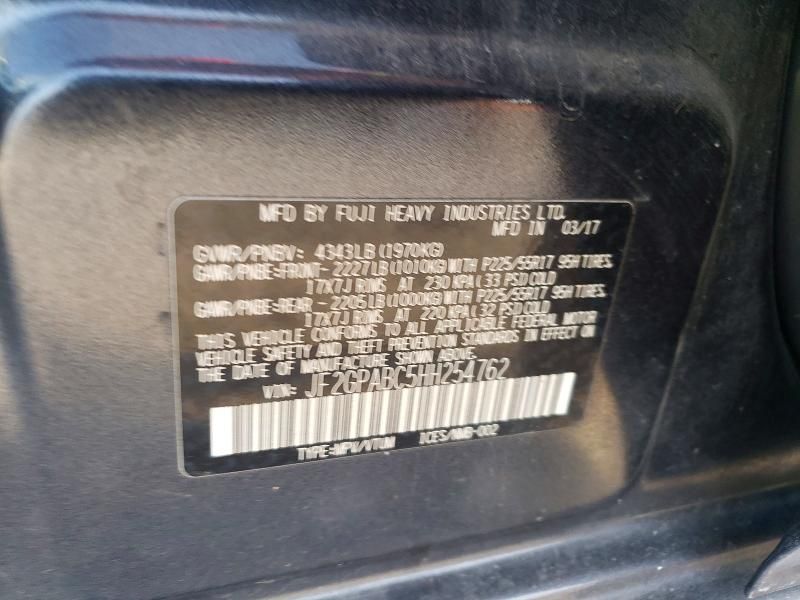 MFD BY FUJI HEAVY INDUSTRIES LTD.
MFD IN 03/17
GVWR/PNBV: 4343LB (1970KG)
GAWR/PNBE:FRONT- 2227LB (1010KG) WITH P225/55R17 95H TIRES.
17X7J RIMS AT 230 KPA ( 33 PSI) COLD
GAWR/PNBE:REAR - 2205LB (1000KG) WITH P225/55R17 95H TIRES.
17X7J RIMS AT 220 KPA ( 32 PSI) COLD
THIS VEHICLE CONFORMS TO ALL APPLICABLE FEDERAL MOTOR
VEHICLE SAFETY AND THEFT PREVENTION STANDARDS IN EFFECT ON
THE DATE OF MANUFACTURE SHOWN ABOVE.
VIN: JF2GPABC5HH254762
TYPE:MPV/VTUM ICES/NMB-002